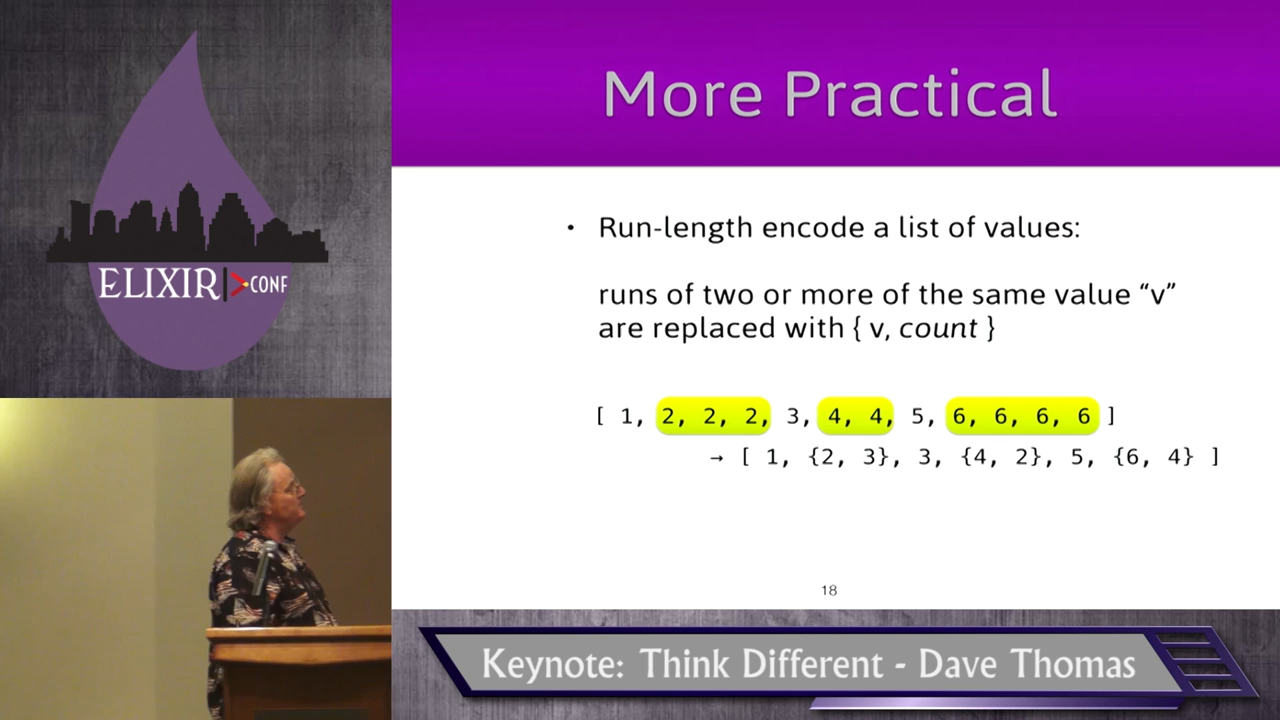 ELIXIR|>CONF
More Practical
• Run-length encode a list of values:
runs of two or more of the same value “v”
are replaced with { v, count }
[ 1, 2, 2, 2, 3, 4, 4, 5, 6, 6, 6, 6 ]
→ [ 1, {2, 3}, 3, {4, 2}, 5, {6, 4} ]
18
Keynote: Think Different - Dave Thomas